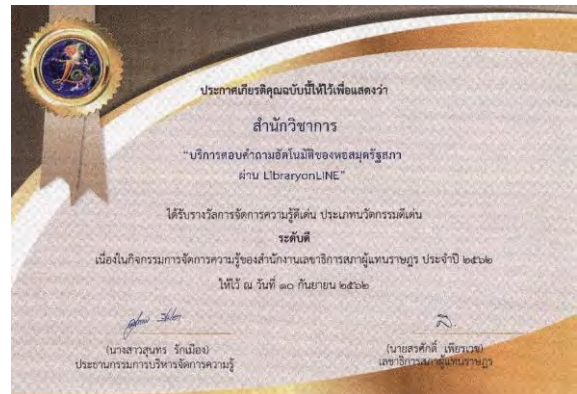 ประกาศเกียรติคุณฉบับนี้ให้ไว้เพื่อแสดงว่า
สำนักวิชาการ
"บริการตอบคำถามอัตโนมัติของหอสมุดรัฐสภา
ผ่าน LibraryonLINE"
ได้รับรางวัลการจัดการความรู้ดีเด่น ประเภทนวัตกรรมดีเด่น
ระดับดี
เนื่องในกิจกรรมการจัดการความรู้ของสำนักงานเลขาธิการสภาผู้แทนราษฎร ประจำปี ๒๕๖๒
ให้ไว้ ณ วันที่ ๑๐ กันยายน ๒๕๖๒
(นางสาวสุนทร รักเมือง)
ประธานกรรมการบริหารจัดการความรู้
(นายสรศักดิ์ เพียรเวช)
เลขาธิการสภาผู้แทนราษฎร